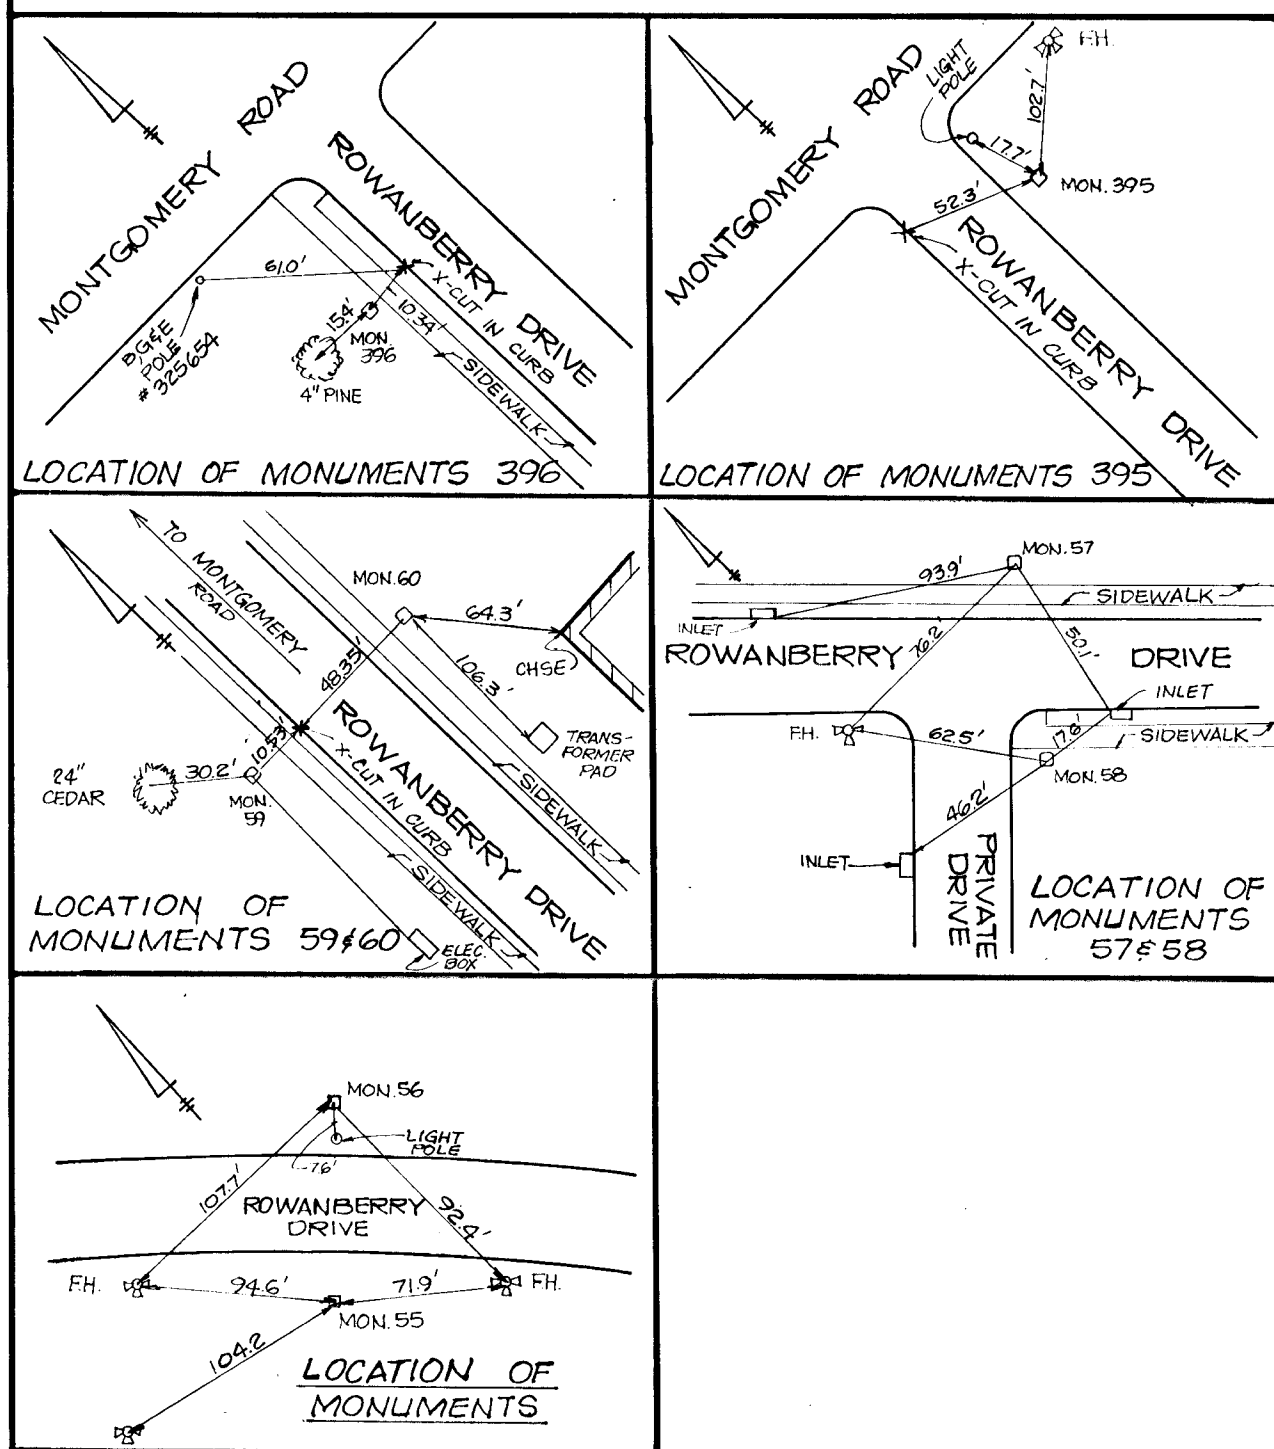 MONTGOMERY ROAD
ROWANBERRY DRIVE
61.0'
X-CUT IN CURB
15.4'
10.34'
MON.
396
BG&E
POLE
# 325654
4" PINE
SIDEWALK
LOCATION OF MONUMENTS 396
MONTGOMERY ROAD
LIGHT
POLE
F.H.
102.7'
17.7'
MON. 395
52.3'
ROWANBERRY DRIVE
X-CUT IN CURB
LOCATION OF MONUMENTS 395
TO MONTGOMERY
ROAD
MON. 60
64.3'
48.35'
106.3'
CHSE
ROWANBERRY DRIVE
X-CUT IN CURB
TRANS-
FORMER
PAD
10.53'
30.2'
24"
CEDAR
MON.
59
SIDEWALK
SIDEWALK
ELEC.
BOX
LOCATION OF
MONUMENTS 59&60
MON. 57
93.9'
SIDEWALK
INLET
76.2'
50.1'
ROWANBERRY DRIVE
INLET
F.H.
62.5'
17.6'
SIDEWALK
MON. 58
46.2'
INLET
PRIVATE
DRIVE
LOCATION OF
MONUMENTS
57&58
MON. 56
LIGHT
POLE
7.6'
107.7'
ROWANBERRY
DRIVE
92.4'
F.H.
94.6'
71.9'
F.H.
MON. 55
104.2
LOCATION OF
MONUMENTS